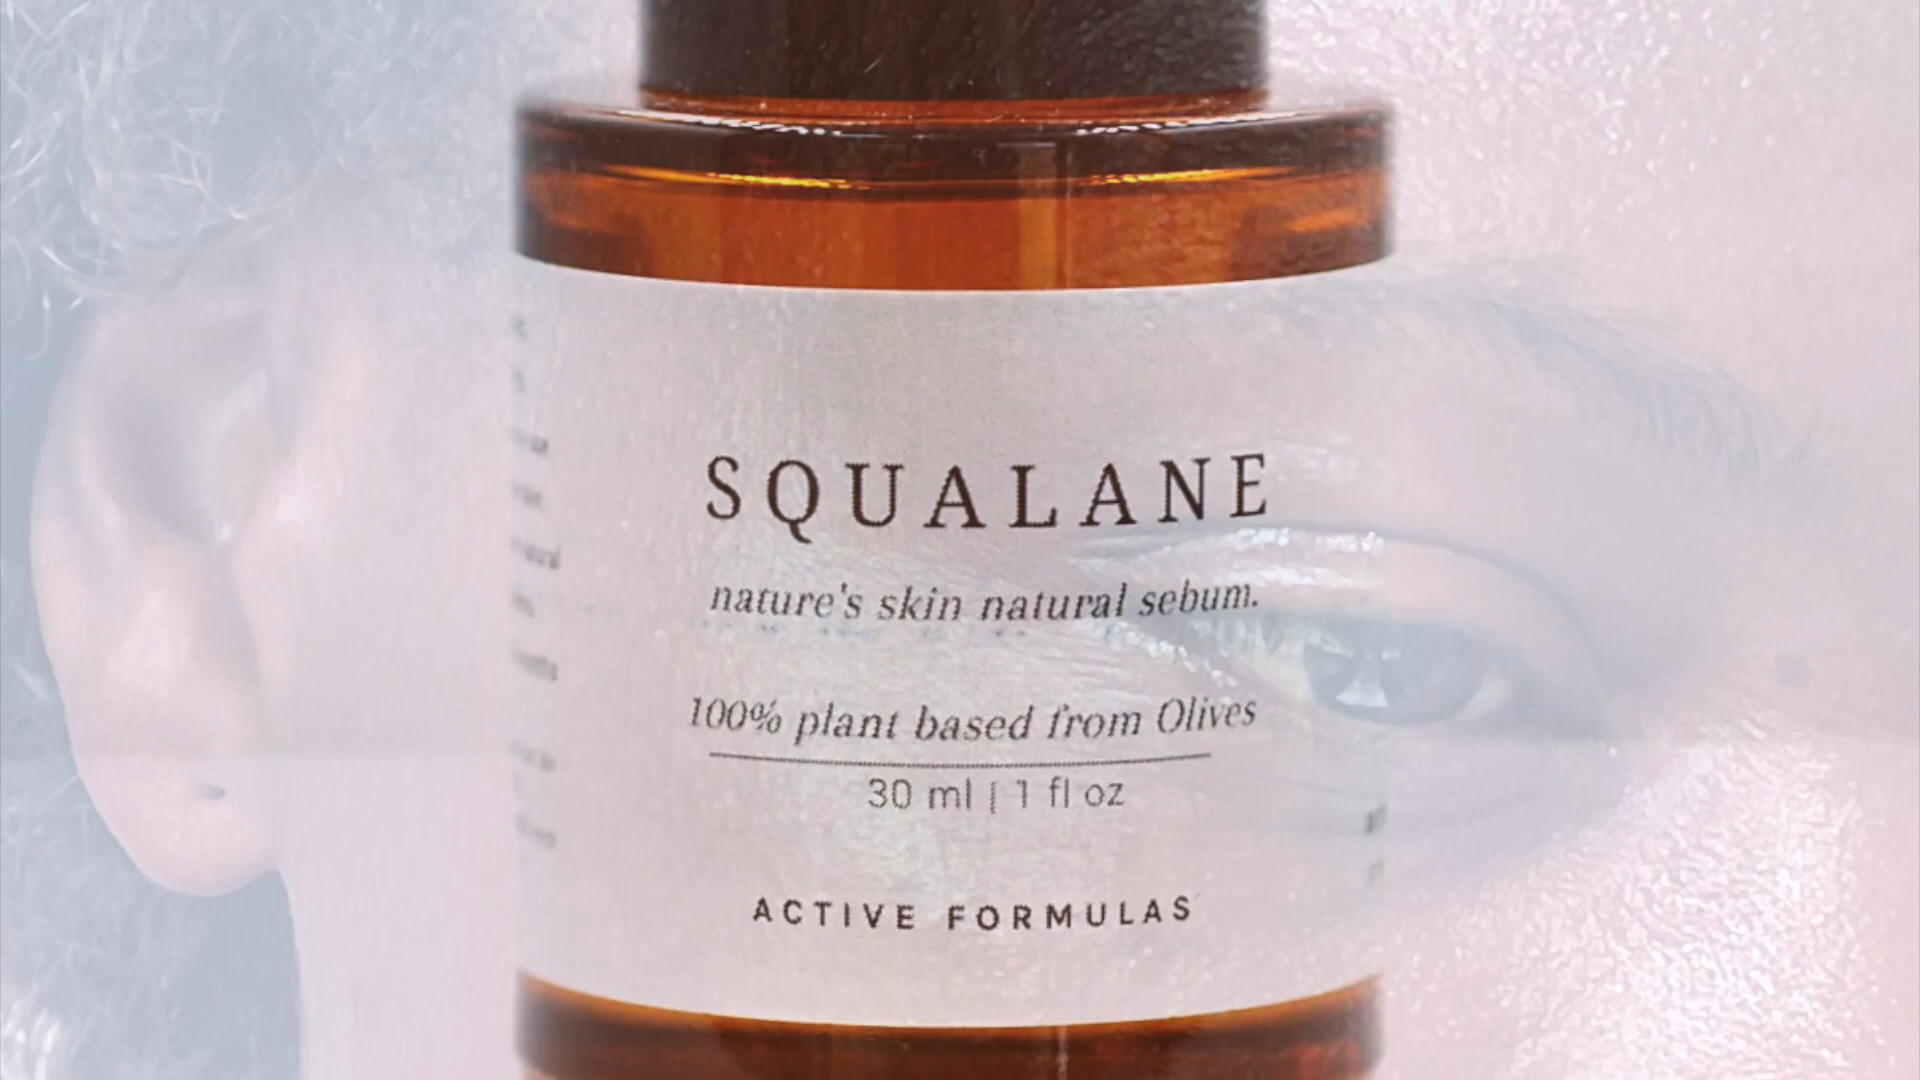 SQUALANE
nature's skin natural sebum.
100% plant based from Olives
30 ml | 1 fl oz
ACTIVE FORMULAS